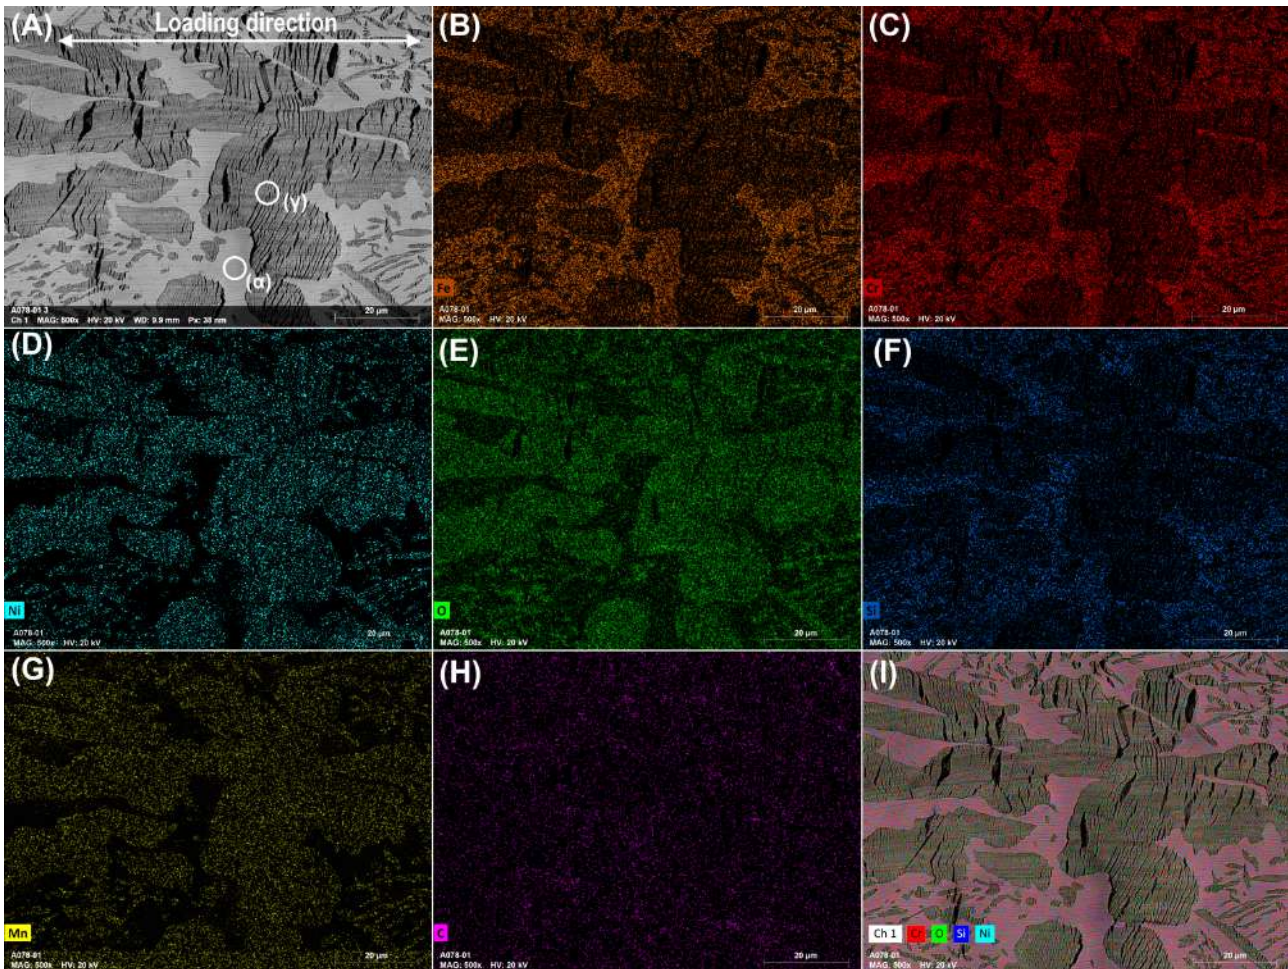 (A)
Loading direction
(γ)
(α)
A078-01 3
Ch 1 MAG: 500x HV: 20 kV WD: 9.9 mm Px: 38 nm
20 µm
(B)
Fe
A078-01
MAG: 500x HV: 20 kV
20 µm
(C)
Cr
A078-01
MAG: 500x HV: 20 kV
20 µm
(D)
Ni
A078-01
MAG: 500x HV: 20 kV
20 µm
(E)
O
A078-01
MAG: 500x HV: 20 kV
20 µm
(F)
Si
A078-01
MAG: 500x HV: 20 kV
20 µm
(G)
Mn
A078-01
MAG: 500x HV: 20 kV
20 µm
(H)
C
A078-01
MAG: 500x HV: 20 kV
20 µm
(I)
Ch 1 Cr O Si Ni
A078-01
MAG: 500x HV: 20 kV
20 µm